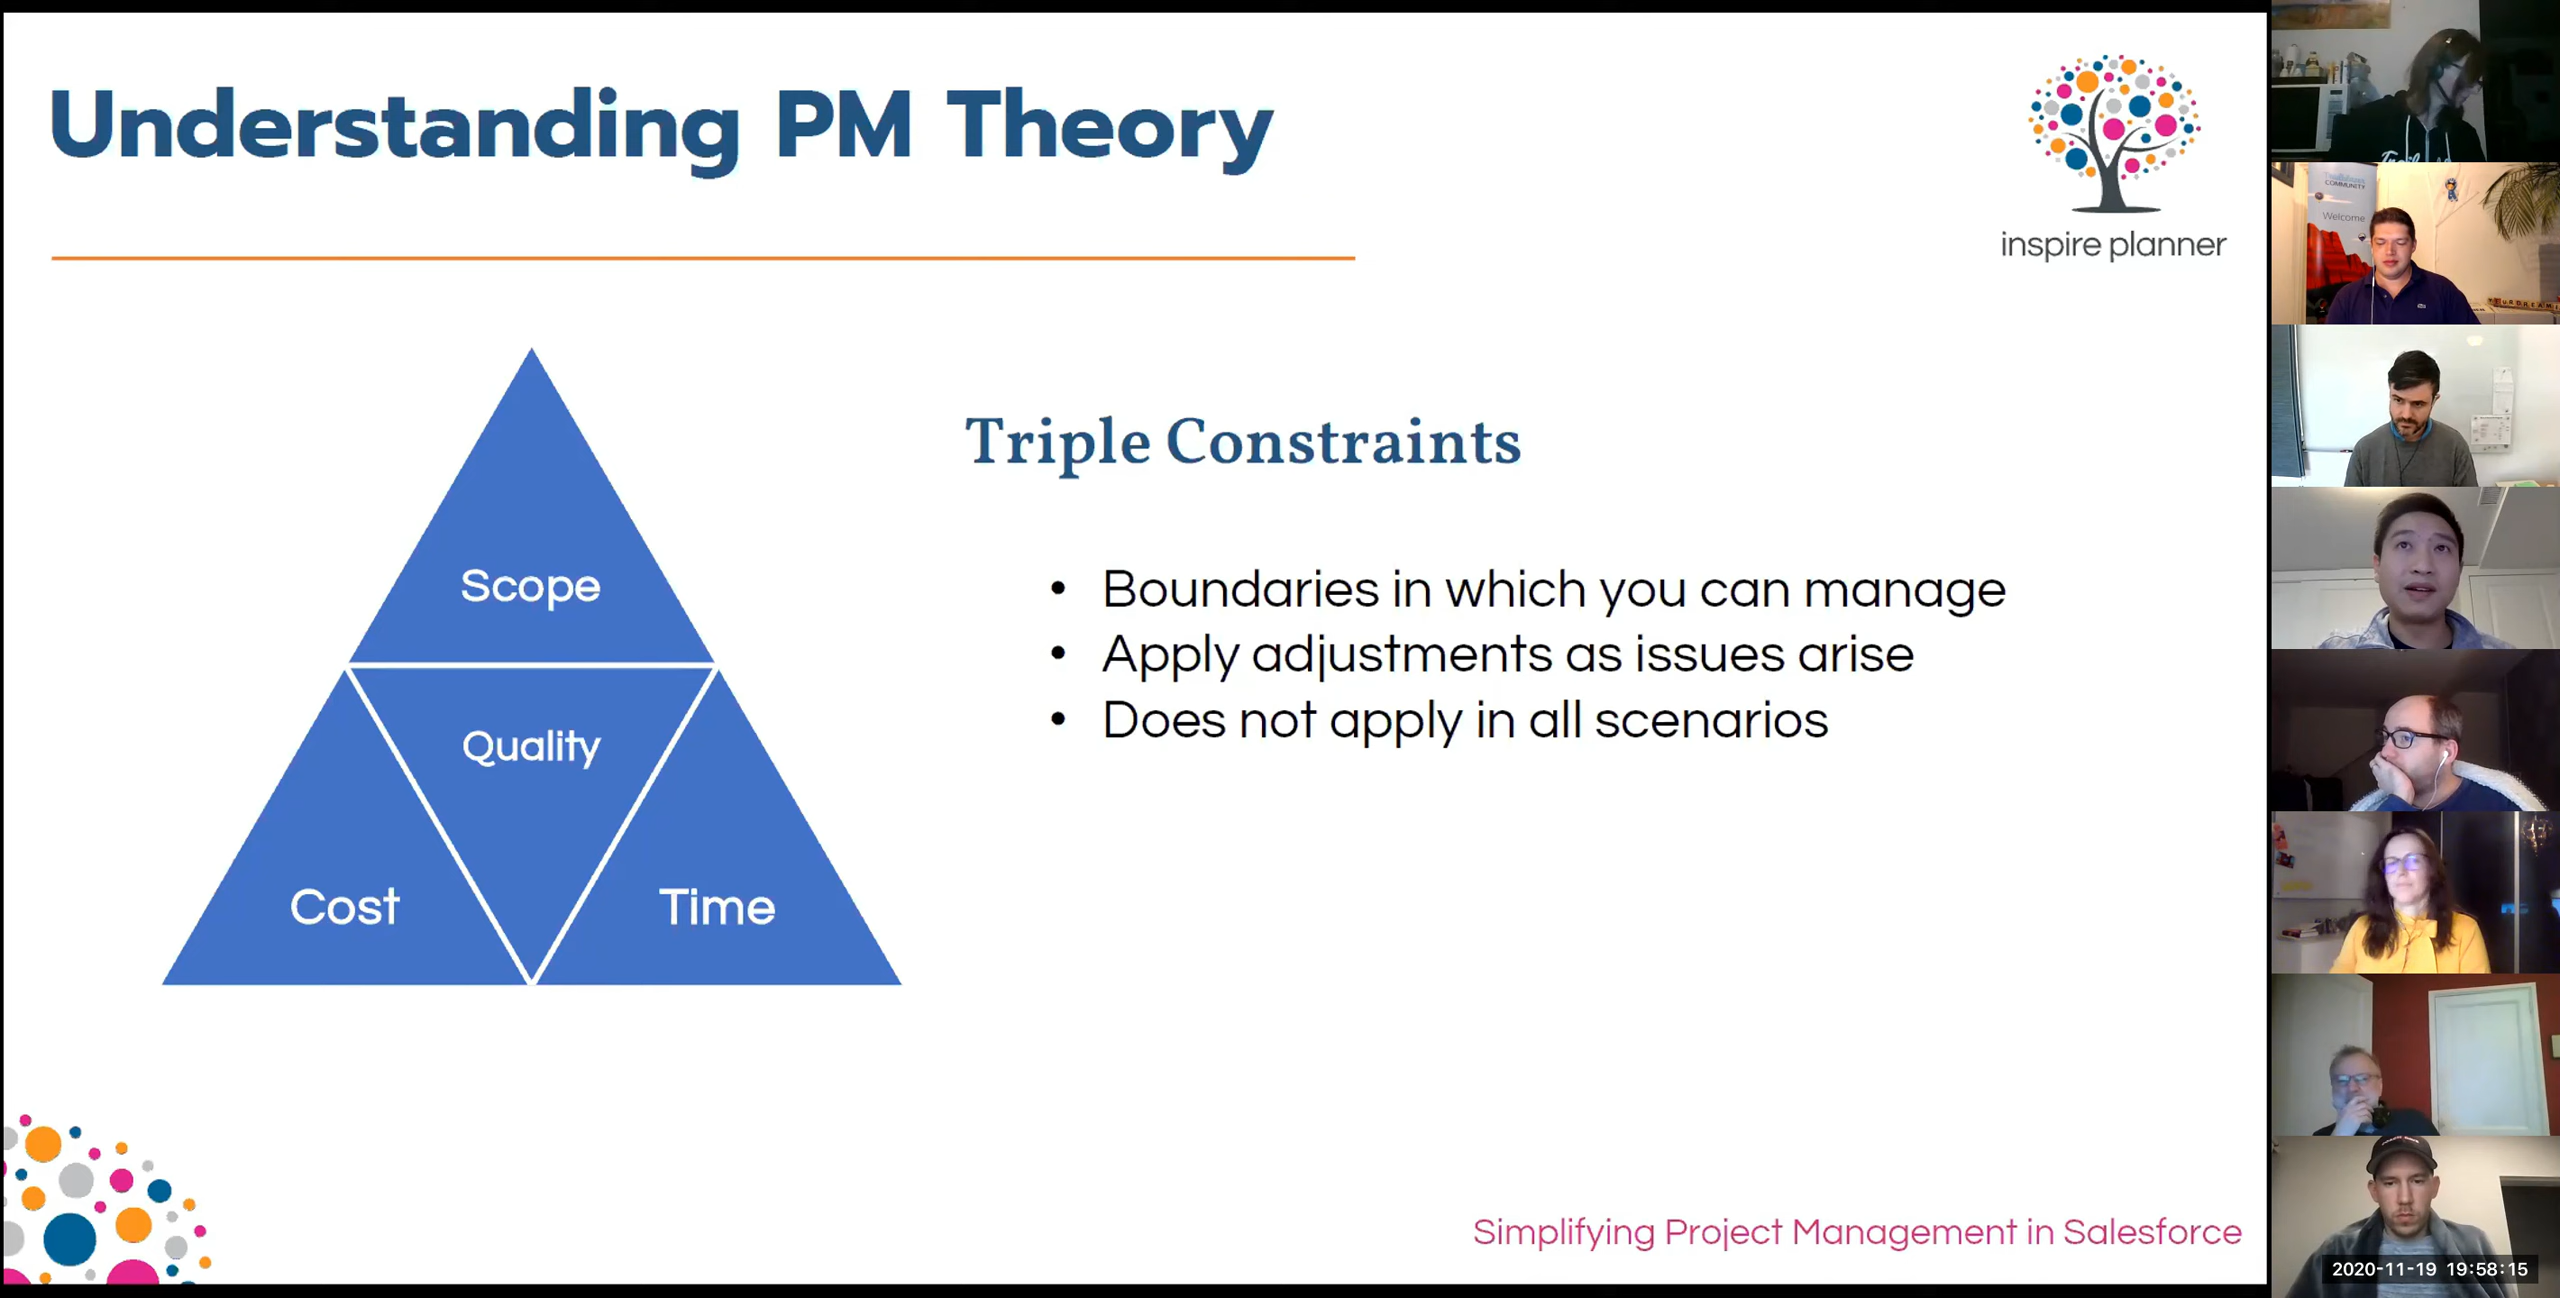 Understanding PM Theory
inspire planner
Triple Constraints
• Boundaries in which you can manage
• Apply adjustments as issues arise
• Does not apply in all scenarios
Scope
Quality
Cost
Time
Simplifying Project Management in Salesforce
COMMUNITY
Welcome
2020-11-19 19:58:15